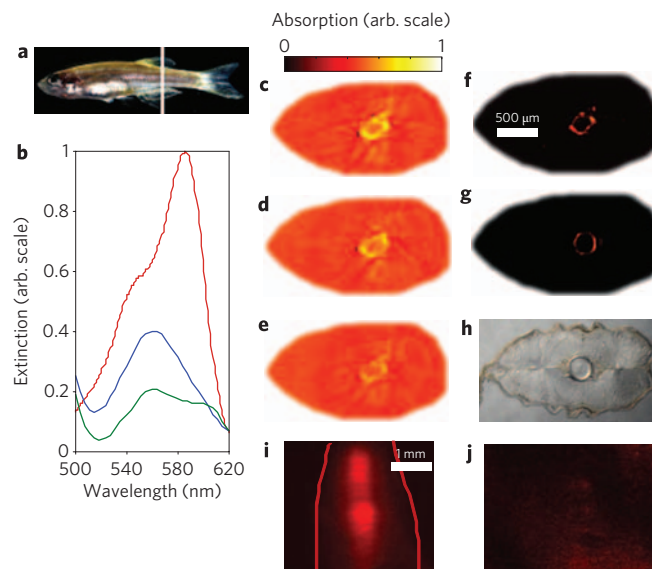 Absorption (arb. scale)
0 1
a
b
Extinction (arb. scale)
1
0.8
0.6
0.4
0.2
0
500 540 580 620
Wavelength (nm)
c
d
e
f
500 µm
g
h
i
1 mm
j